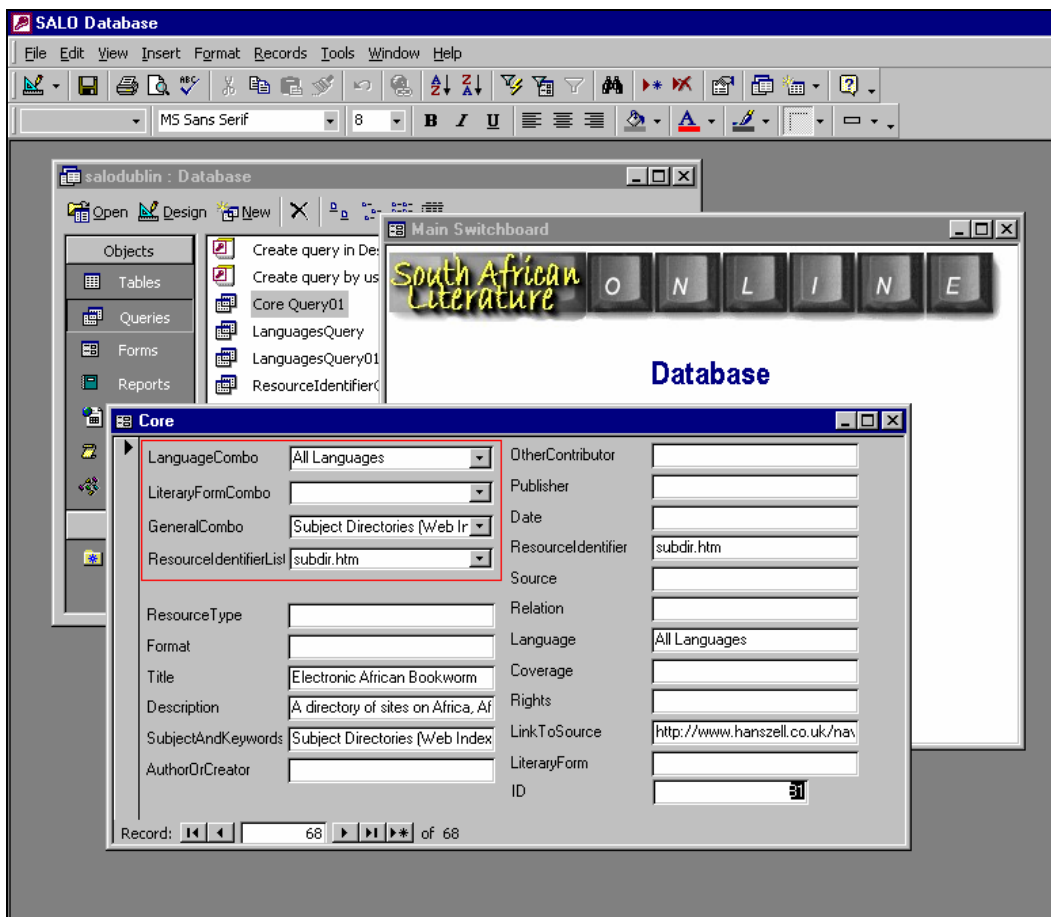 SALO Database
File Edit View Insert Format Records Tools Window Help
MS Sans Serif 8 B I U A
salodublin : Database
Open Design New
Main Switchboard
Objects
Tables
Queries
Forms
Reports
Create query in De
Create query by us
Core Query01
LanguagesQuery
LanguagesQuery01
ResourceIdentifier
South African
Literature
O N L I N E
Database
Core
LanguageCombo All Languages
LiteraryFormCombo
GeneralCombo Subject Directories (Web Ir
ResourceIdentifierList subdir.htm
ResourceType
Format
Title Electronic African Bookworm
Description A directory of sites on Africa, Af
SubjectAndKeywords Subject Directories (Web Index
AuthorOrCreator
OtherContributor
Publisher
Date
ResourceIdentifier subdir.htm
Source
Relation
Language All Languages
Coverage
Rights
LinkToSource http://www.hanszell.co.uk/nav
LiteraryForm
ID 81
Record: 68 of 68